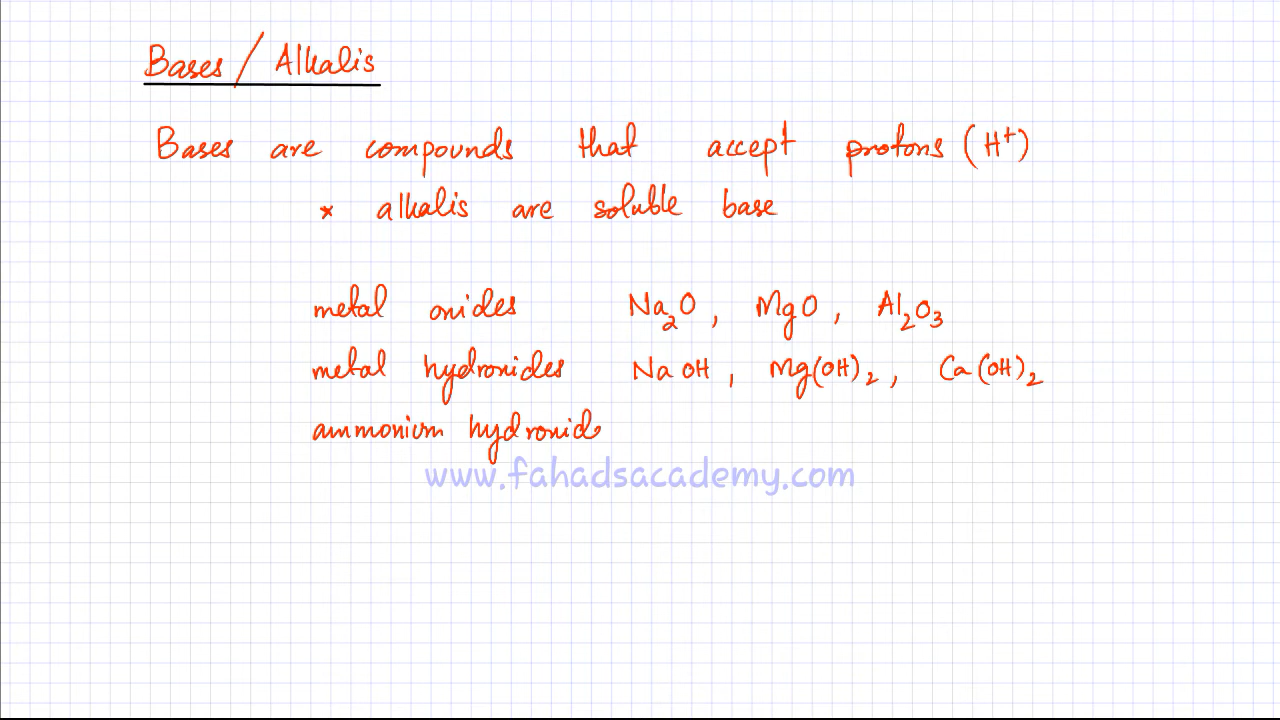 Bases / Alkalis
Bases are compounds that accept protons (H⁺)
* alkalis are soluble base
metal oxides Na₂O, MgO, Al₂O₃
metal hydroxides NaOH, Mg(OH)₂, Ca(OH)₂
ammonium hydroxid
www.fahadsacademy.com